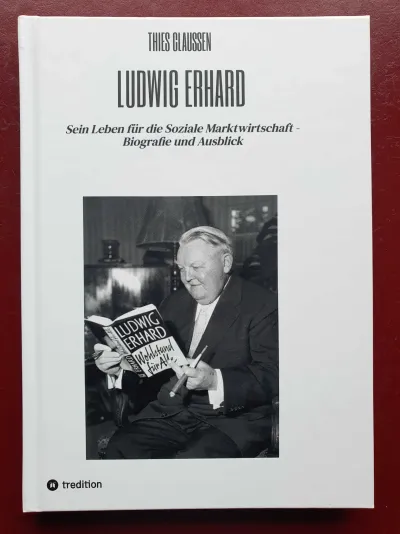 THIES CLAUSSEN
LUDWIG ERHARD
Sein Leben für die Soziale Marktwirtschaft -
Biografie und Ausblick
LUDWIG
ERHARD
Wohlstand
für Alle
tredition